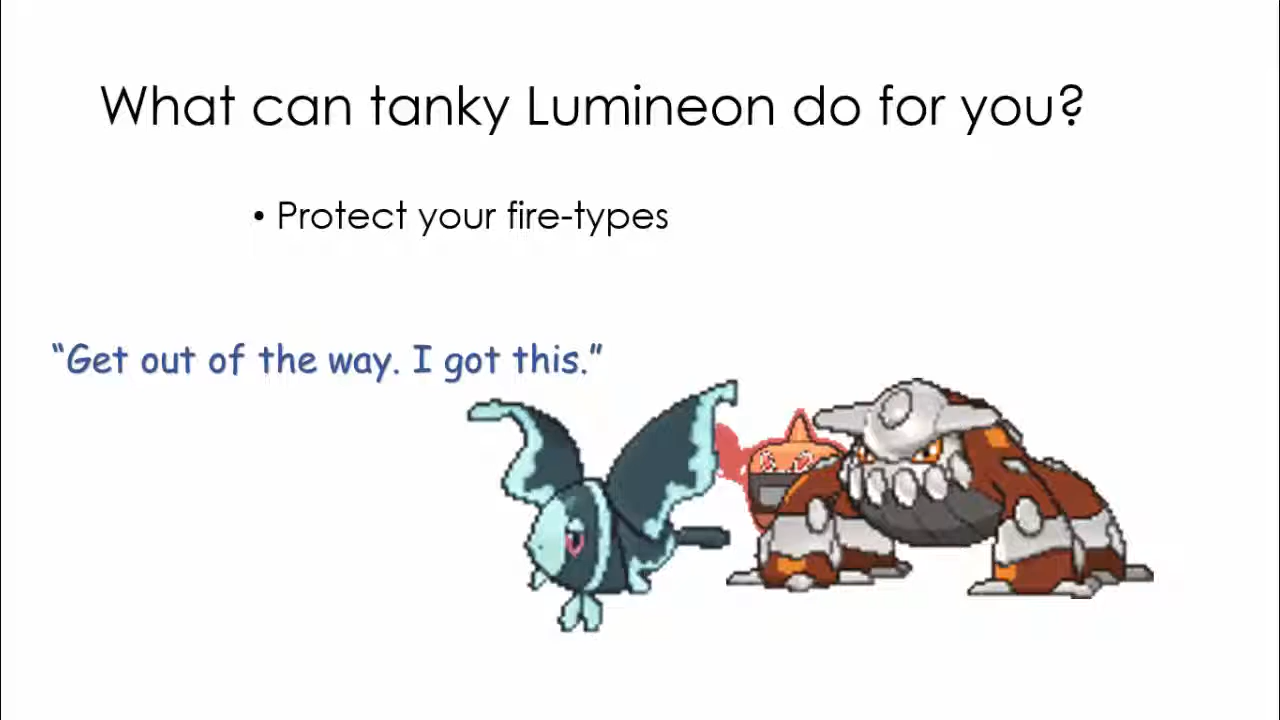 What can tanky Lumineon do for you?
• Protect your fire-types
“Get out of the way. I got this.”